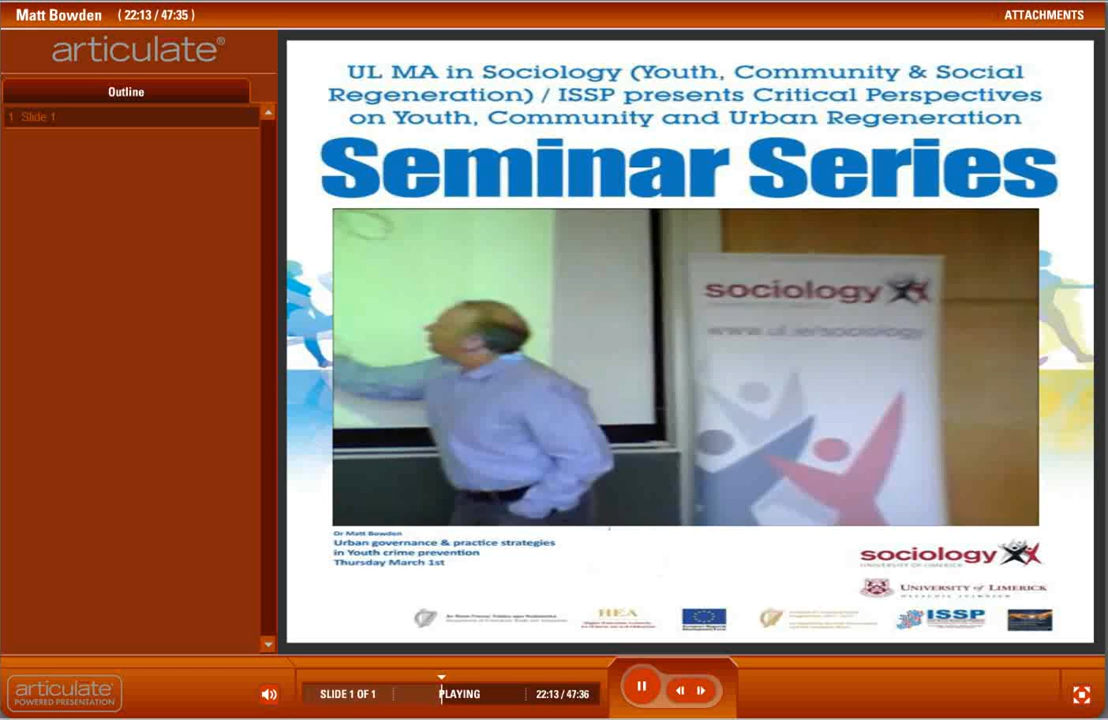 Matt Bowden ( 22:13 / 47:35 )
ATTACHMENTS
articulate®
Outline
1 Slide 1
UL MA in Sociology (Youth, Community & Social
Regeneration) / ISSP presents Critical Perspectives
on Youth, Community and Urban Regeneration
Seminar Series
sociology
www.ul.ie/sociology
Dr Matt Bowden
Urban governance & practice strategies
in Youth crime prevention
Thursday March 1st
sociology
UNIVERSITY OF LIMERICK
UNIVERSITY of LIMERICK
HEA
ISSP
articulate®
POWERED PRESENTATION
SLIDE 1 OF 1
PLAYING
22:13 / 47:36